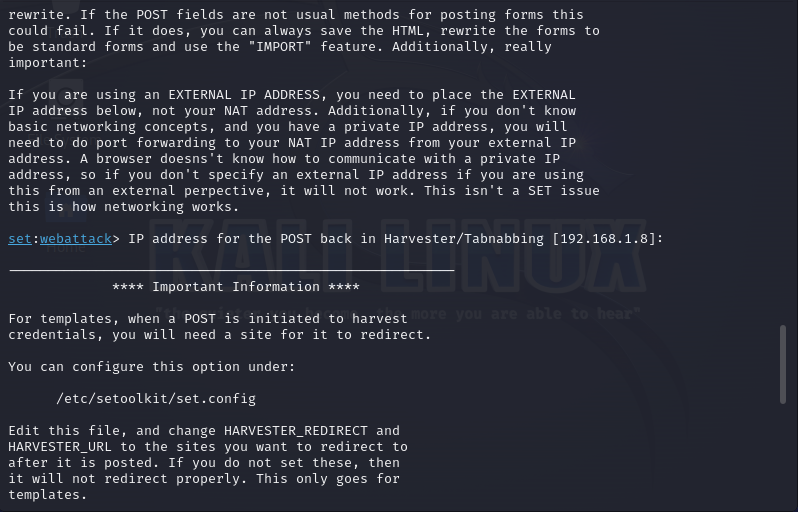 rewrite. If the POST fields are not usual methods for posting forms this
could fail. If it does, you can always save the HTML, rewrite the forms to
be standard forms and use the "IMPORT" feature. Additionally, really
important:
If you are using an EXTERNAL IP ADDRESS, you need to place the EXTERNAL
IP address below, not your NAT address. Additionally, if you don't know
basic networking concepts, and you have a private IP address, you will
need to do port forwarding to your NAT IP address from your external IP
address. A browser doesns't know how to communicate with a private IP
address, so if you don't specify an external IP address if you are using
this from an external perpective, it will not work. This isn't a SET issue
this is how networking works.
set:webattack> IP address for the POST back in Harvester/Tabnabbing [192.168.1.8]:
KALI LINUX
**** Important Information ****
For templates, when a POST is initiated to harvest
credentials, you will need a site for it to redirect.
You can configure this option under:
/etc/setoolkit/set.config
Edit this file, and change HARVESTER_REDIRECT and
HARVESTER_URL to the sites you want to redirect to
after it is posted. If you do not set these, then
it will not redirect properly. This only goes for
templates.